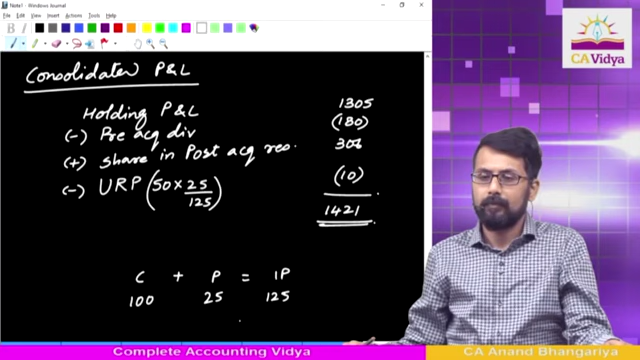 Note1 - Windows Journal
File Edit View Insert Actions Tools Help
CA Vidya
Consolidated P&L
Holding P&L 1305
(-) Pre acq div (180)
(+) Share in Post acq res. 306
(-) URP (50 × 25/125) (10)
1421
C + P = IP
100 25 125
Complete Accounting Vidya
CA Anand Bhangariya